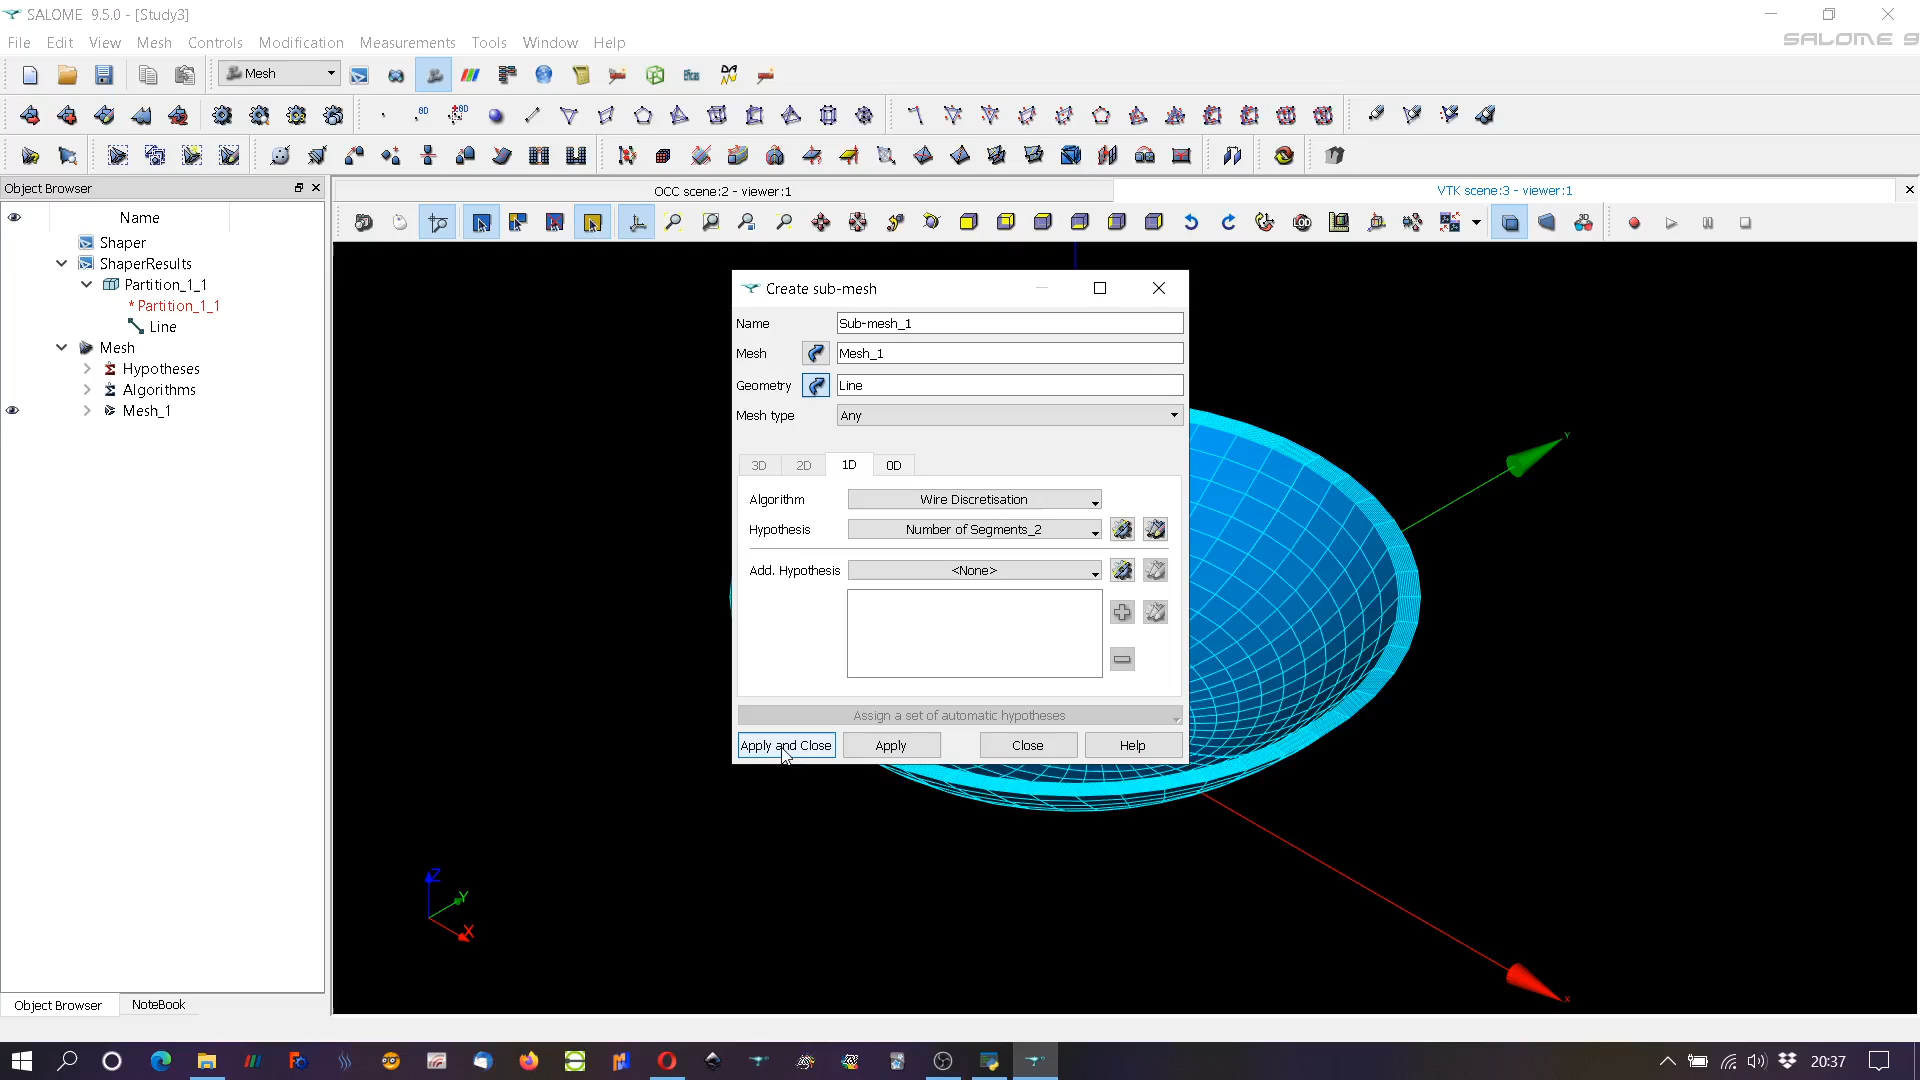 SALOME 9.5.0 - [Study3]
File Edit View Mesh Controls Modification Measurements Tools Window Help
SALOME 9
Mesh
Eficas
0D
0D
Object Browser
OCC scene:2 - viewer:1
VTK scene:3 - viewer:1
Name
Shaper
ShaperResults
Partition_1_1
* Partition_1_1
Line
Mesh
Hypotheses
Algorithms
Mesh_1
Create sub-mesh
Name Sub-mesh_1
Mesh Mesh_1
Geometry Line
Mesh type Any
3D 2D 1D 0D
Algorithm Wire Discretisation
Hypothesis Number of Segments_2
Add. Hypothesis <None>
Assign a set of automatic hypotheses
Apply and Close Apply Close Help
Y
X
Z
Y
X
Object Browser NoteBook
20:37